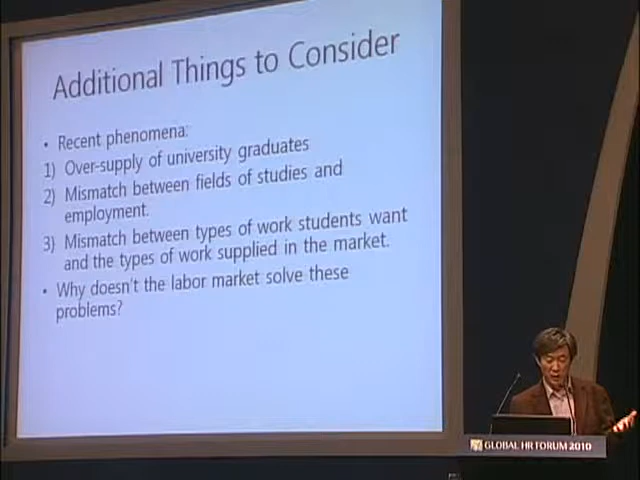 Additional Things to Consider
• Recent phenomena:
1) Over-supply of university graduates
2) Mismatch between fields of studies and
employment.
3) Mismatch between types of work students want
and the types of work supplied in the market.
• Why doesn't the labor market solve these
problems?
GLOBAL HR FORUM 2010